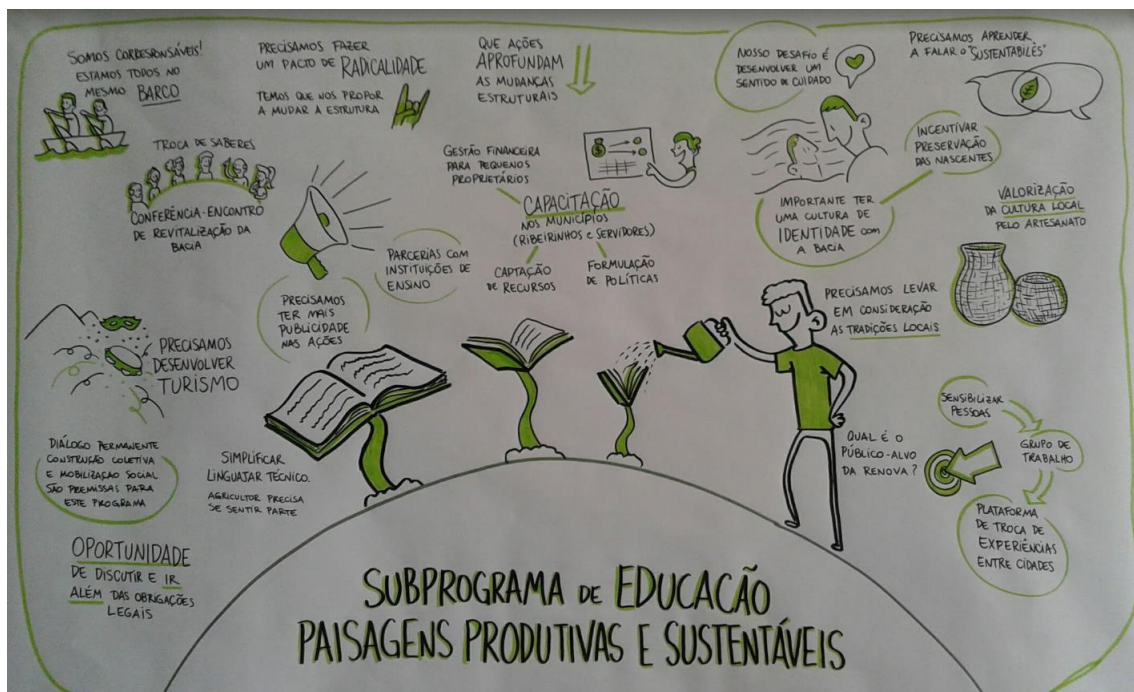 SOMOS CORRESPONSÁVEIS!
ESTAMOS TODOS NO
MESMO BARCO
PRECISAMOS FAZER
UM PACTO DE RADICALIDADE
TEMOS QUE NOS PROPOR
A MUDAR A ESTRUTURA
QUE AÇÕES
APROFUNDAM
AS MUDANÇAS
ESTRUTURAIS
NOSSO DESAFIO É
DESENVOLVER UM
SENTIDO DE CUIDADO
PRECISAMOS APRENDER
A FALAR O "SUSTENTABILÊS"
TROCA DE SABERES
CONFERÊNCIA-ENCONTRO
DE REVITALIZAÇÃO DA
BACIA
GESTÃO FINANCEIRA
PARA PEQUENOS
PROPRIETÁRIOS
$
CAPACITAÇÃO
NOS MUNICÍPIOS
(RIBEIRINHOS e SERVIDORES)
CAPTAÇÃO
DE RECURSOS
FORMULAÇÃO
DE POLÍTICAS
INCENTIVAR
PRESERVAÇÃO
DAS NASCENTES
IMPORTANTE TER
UMA CULTURA DE
IDENTIDADE COM
A BACIA
VALORIZAÇÃO
DA CULTURA LOCAL
PELO ARTESANATO
PARCERIAS COM
INSTITUIÇÕES DE
ENSINO
PRECISAMOS
TER MAIS
PUBLICIDADE
NAS AÇÕES
PRECISAMOS LEVAR
EM CONSIDERAÇÃO
AS TRADIÇÕES LOCAIS
PRECISAMOS
DESENVOLVER
TURISMO
DIÁLOGO PERMANENTE
CONSTRUÇÃO COLETIVA
E MOBILIZAÇÃO SOCIAL
SÃO PREMISSAS PARA
ESTE PROGRAMA
SIMPLIFICAR
LINGUAJAR TÉCNICO.
AGRICULTOR PRECISA
SE SENTIR PARTE
QUAL É O
PÚBLICO-ALVO
DA RENOVA?
SENSIBILIZAR
PESSOAS
GRUPO DE
TRABALHO
PLATAFORMA
DE TROCA DE
EXPERIÊNCIAS
ENTRE CIDADES
OPORTUNIDADE
DE DISCUTIR E IR
ALÉM DAS OBRIGAÇÕES
LEGAIS
SUBPROGRAMA DE EDUCAÇÃO
PAISAGENS PRODUTIVAS E SUSTENTÁVEIS